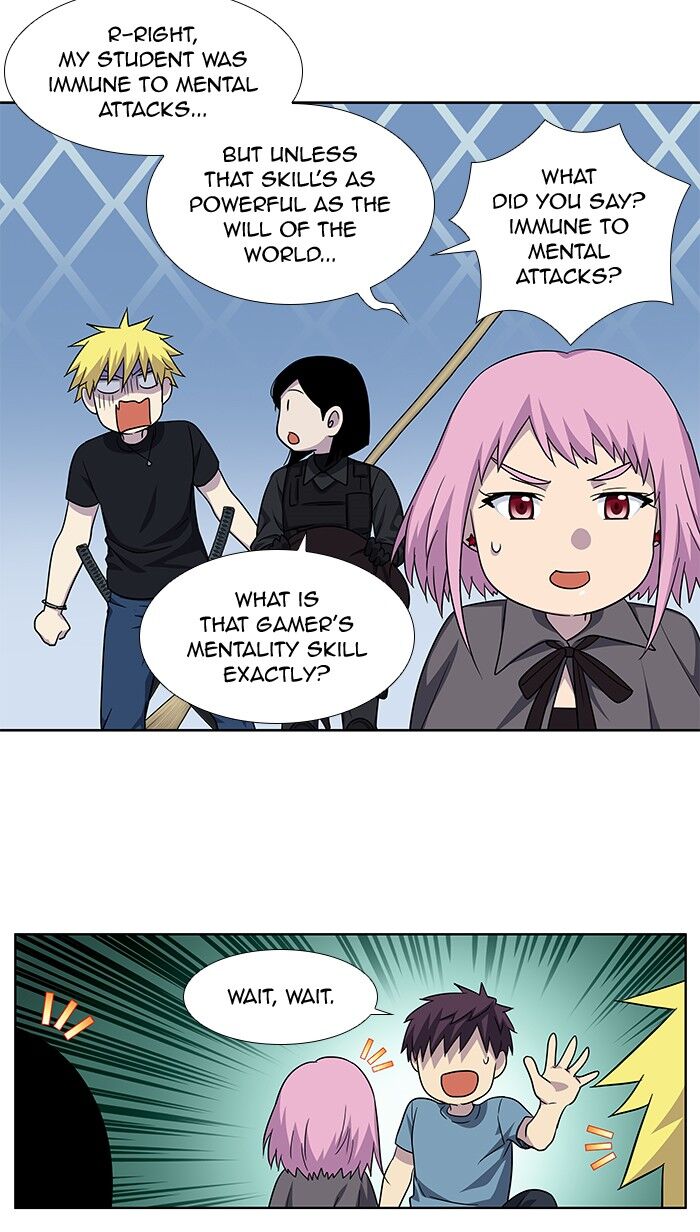 R-RIGHT,
MY STUDENT WAS
IMMUNE TO MENTAL
ATTACKS...
BUT UNLESS
THAT SKILL'S AS
POWERFUL AS THE
WILL OF THE
WORLD...
WHAT
DID YOU SAY?
IMMUNE TO
MENTAL
ATTACKS?
WHAT IS
THAT GAMER'S
MENTALITY SKILL
EXACTLY?
WAIT, WAIT.